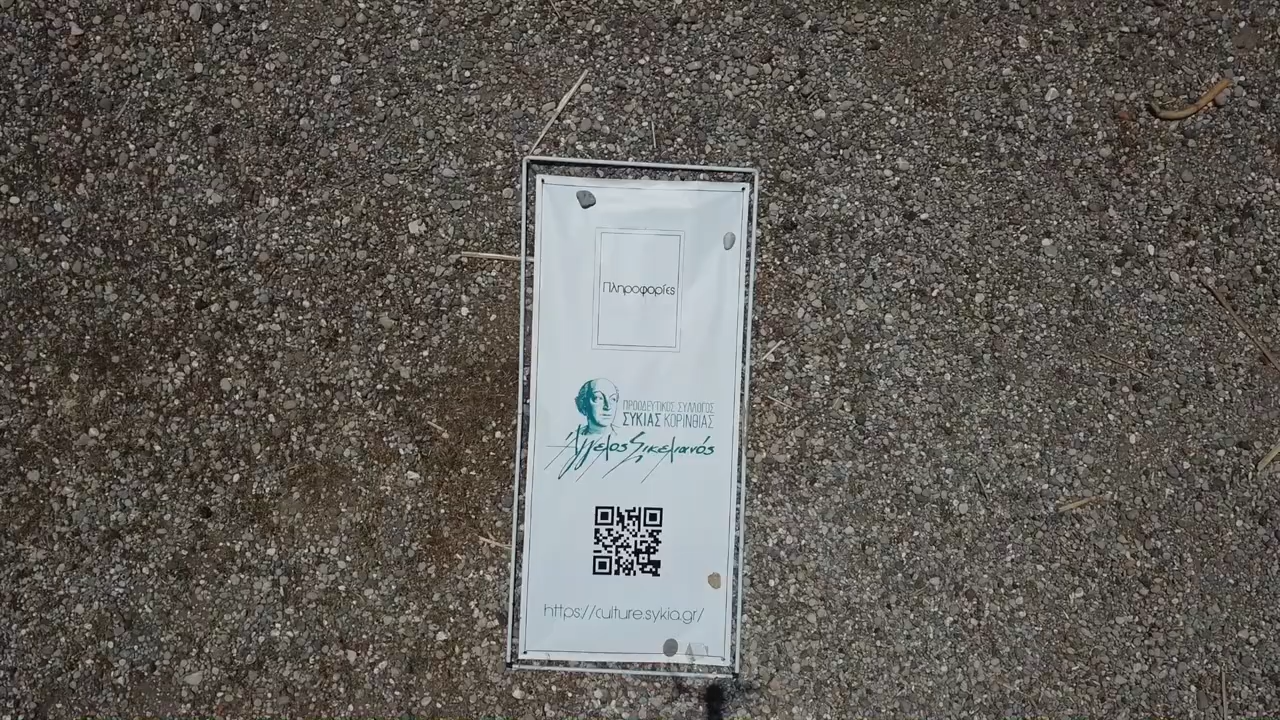 Πληροφορίες
ΠΡΟΟΔΕΥΤΙΚΟΣ ΣΥΛΛΟΓΟΣ
ΣΥΚΙΑΣ ΚΟΡΙΝΘΙΑΣ
Άγγελος Σικελιανός
https://culture.sykia.gr/